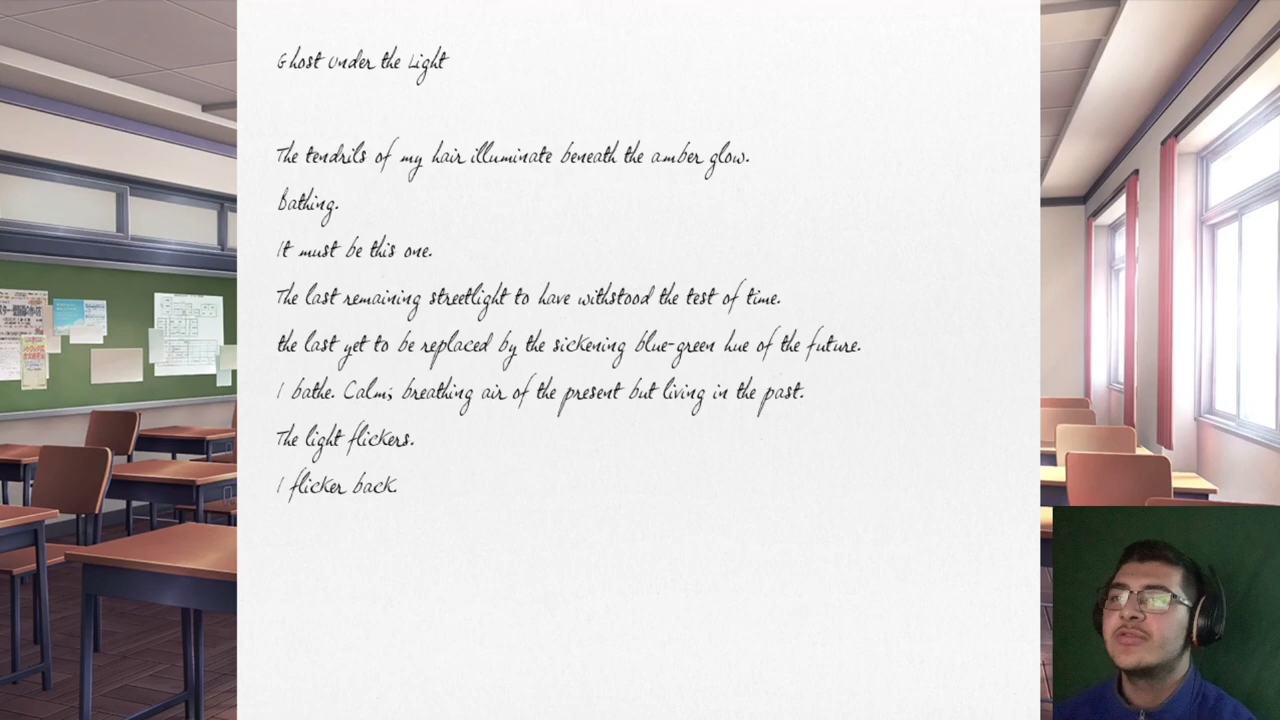 Ghost Under the Light
The tendrils of my hair illuminate beneath the amber glow.
Bathing.
It must be this one.
The last remaining streetlight to have withstood the test of time.
the last yet to be replaced by the sickening blue-green hue of the future.
I bathe. Calm; breathing air of the present but living in the past.
The light flickers.
I flicker back.